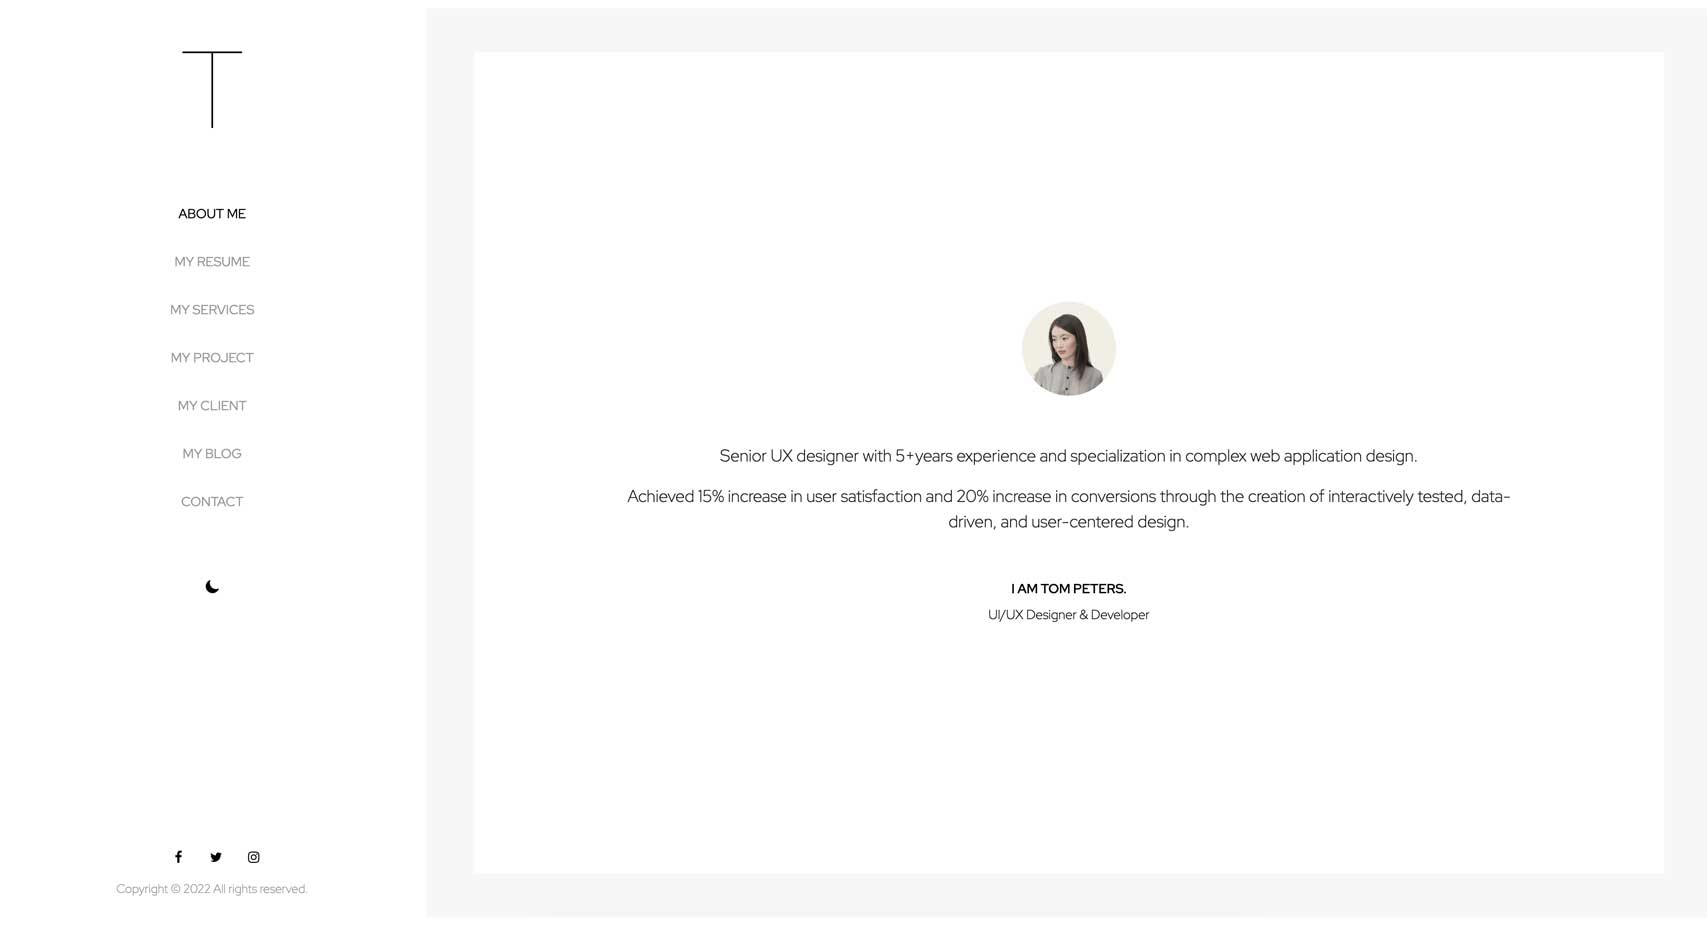 T
ABOUT ME
MY RESUME
MY SERVICES
MY PROJECT
MY CLIENT
MY BLOG
CONTACT
Copyright © 2022 All rights reserved.
Senior UX designer with 5+years experience and specialization in complex web application design.
Achieved 15% increase in user satisfaction and 20% increase in conversions through the creation of interactively tested, data-
driven, and user-centered design.
I AM TOM PETERS.
UI/UX Designer & Developer